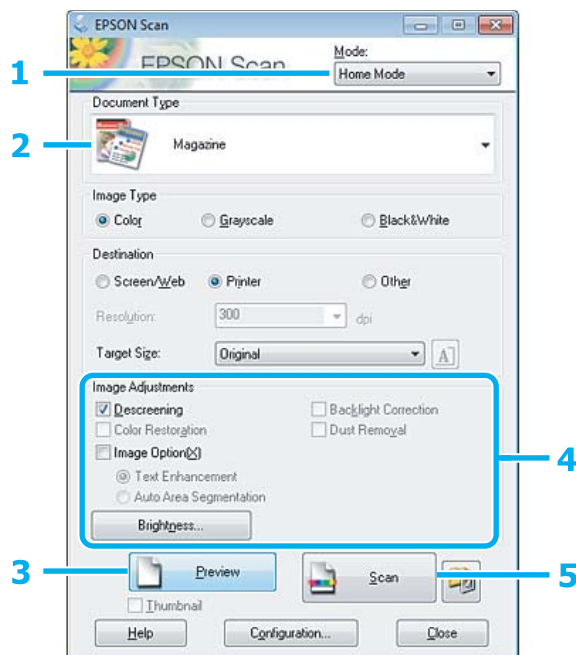 EPSON Scan
EPSON Scan
Mode:
1
Home Mode
Document Type
2
Magazine
Image Type
Color Grayscale Black&White
Destination
Screen/Web Printer Other
Resolution: 300 dpi
Target Size: Original A
Image Adjustments
Descreening Backlight Correction
Color Restoration Dust Removal
Image Option(X)
4
Text Enhancement
Auto Area Segmentation
Brightness...
3 Preview Scan 5
Thumbnail
Help Configuration... Close